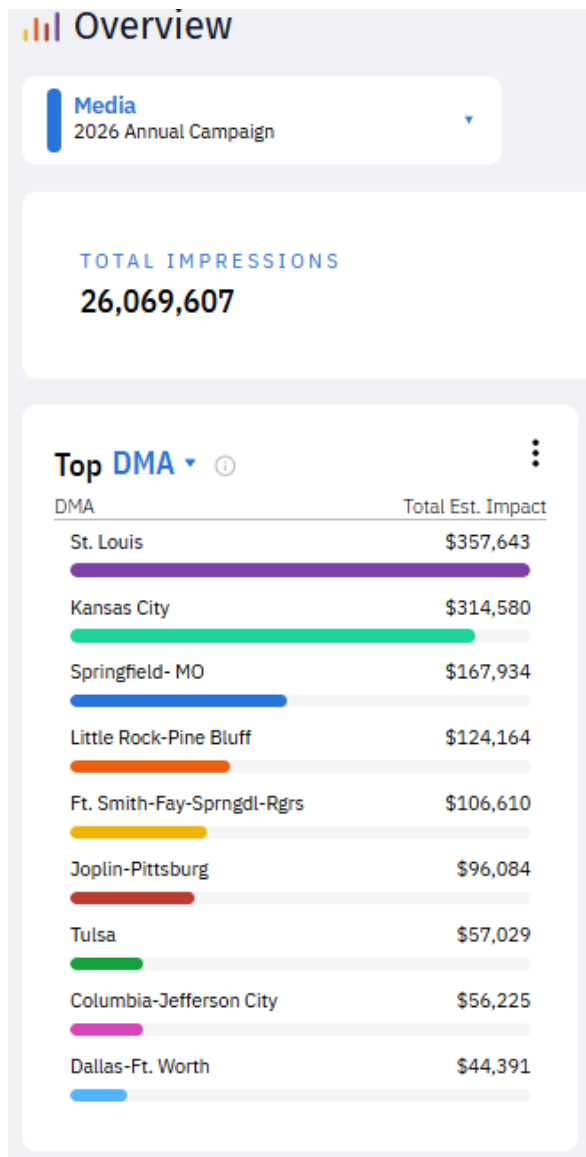 Overview
Media
2026 Annual Campaign
TOTAL IMPRESSIONS
26,069,607
Top DMA
DMA Total Est. Impact
St. Louis $357,643
Kansas City $314,580
Springfield- MO $167,934
Little Rock-Pine Bluff $124,164
Ft. Smith-Fay-Sprngdl-Rgrs $106,610
Joplin-Pittsburg $96,084
Tulsa $57,029
Columbia-Jefferson City $56,225
Dallas-Ft. Worth $44,391